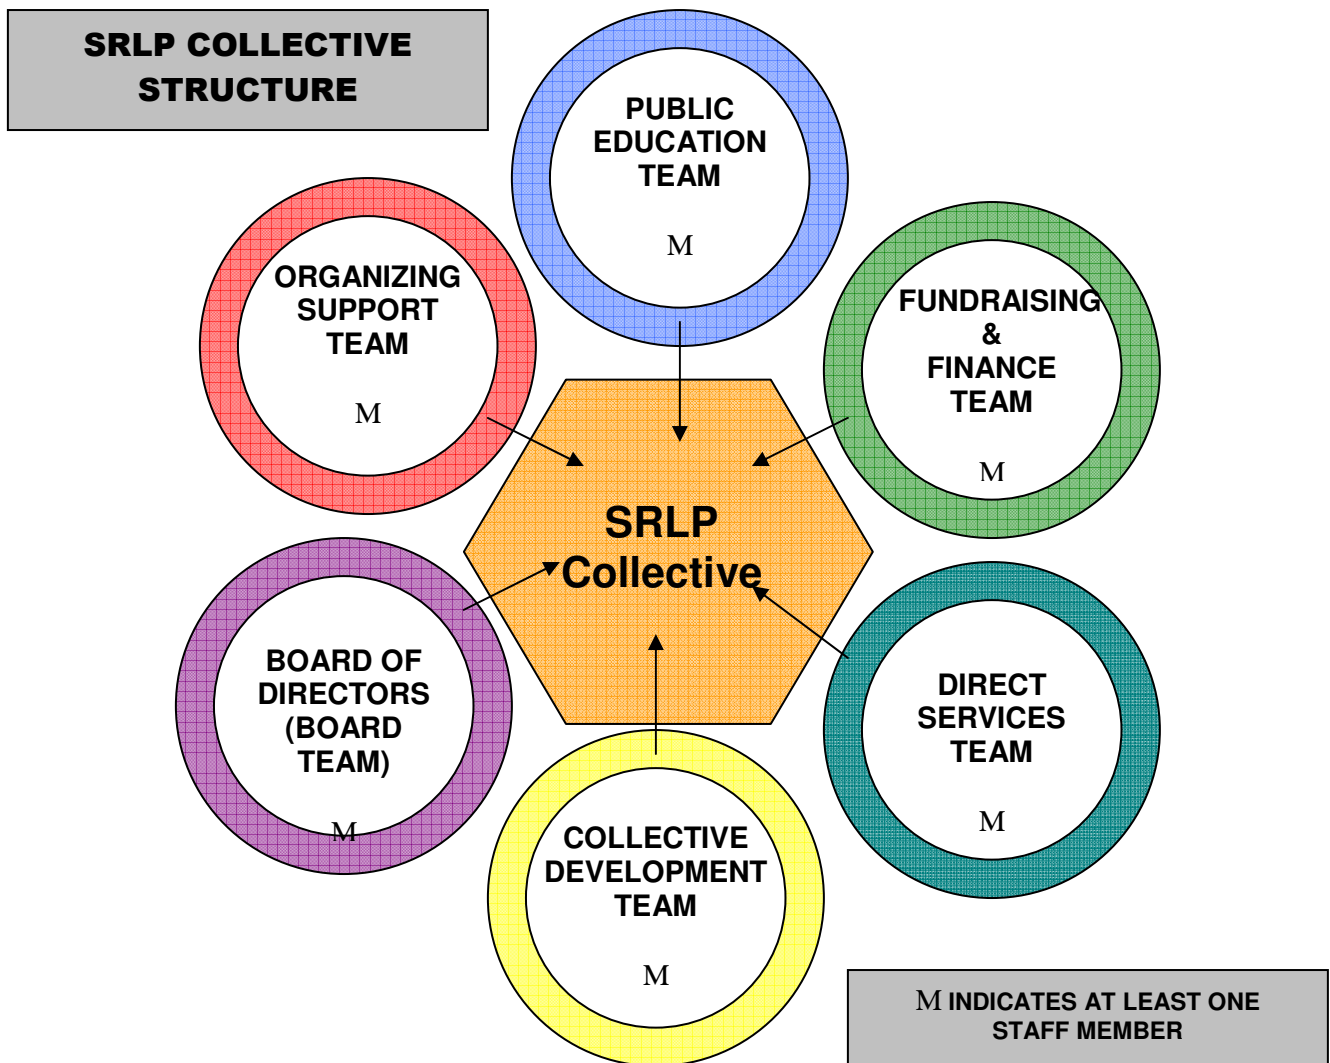 SRLP COLLECTIVE
STRUCTURE
PUBLIC
EDUCATION
TEAM
M
ORGANIZING
SUPPORT
TEAM
M
FUNDRAISING
&
FINANCE
TEAM
M
SRLP
Collective
BOARD OF
DIRECTORS
(BOARD
TEAM)
M
DIRECT
SERVICES
TEAM
M
COLLECTIVE
DEVELOPMENT
TEAM
M
M INDICATES AT LEAST ONE
STAFF MEMBER